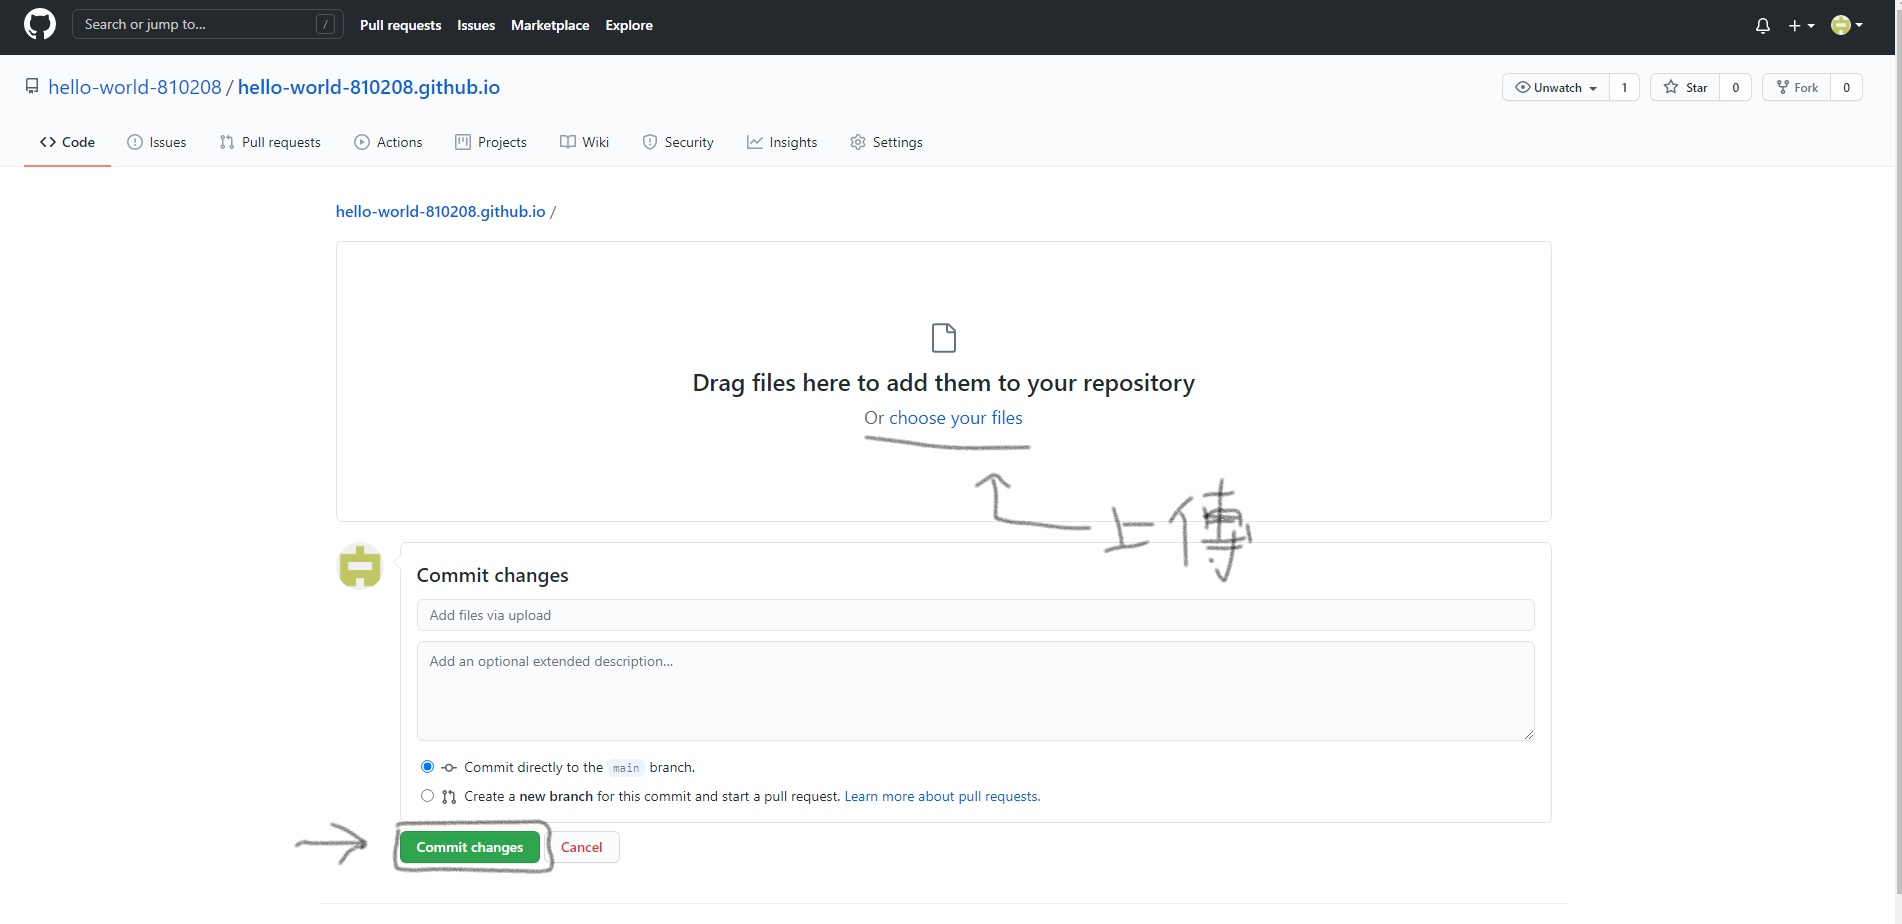 Search or jump to... /
Pull requests Issues Marketplace Explore
hello-world-810208 / hello-world-810208.github.io
Unwatch 1 Star 0 Fork 0
Code Issues Pull requests Actions Projects Wiki Security Insights Settings
hello-world-810208.github.io /
Drag files here to add them to your repository
Or choose your files
上傳
Commit changes
Add files via upload
Add an optional extended description...
Commit directly to the main branch.
Create a new branch for this commit and start a pull request. Learn more about pull requests.
Commit changes Cancel